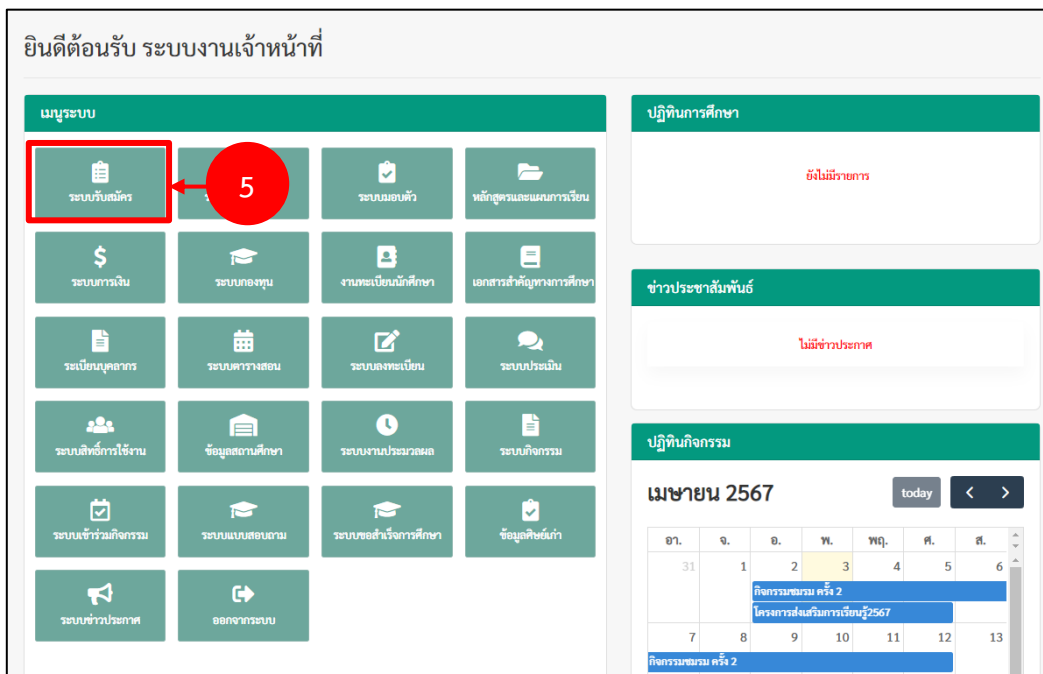 ยินดีต้อนรับ ระบบงานเจ้าหน้าที่
เมนูระบบ
ระบบรับสมัคร
5
ระบบมอบตัว
หลักสูตรและแผนการเรียน
ระบบการเงิน
ระบบกองทุน
งานทะเบียนนักศึกษา
เอกสารสำคัญทางการศึกษา
ระเบียนบุคลากร
ระบบตารางสอน
ระบบลงทะเบียน
ระบบประเมิน
ระบบสิทธิ์การใช้งาน
ข้อมูลสถานศึกษา
ระบบงานประมวลผล
ระบบกิจกรรม
ระบบเข้าร่วมกิจกรรม
ระบบแบบสอบถาม
ระบบขอสำเร็จการศึกษา
ข้อมูลศิษย์เก่า
ระบบข่าวประกาศ
ออกจากระบบ
ปฏิทินการศึกษา
ยังไม่มีรายการ
ข่าวประชาสัมพันธ์
ไม่มีข่าวประกาศ
ปฏิทินกิจกรรม
เมษายน 2567 today
อา. จ. อ. พ. พฤ. ศ. ส.
31 1 2 3 4 5 6
กิจกรรมชมรม ครั้ง 2
โครงการส่งเสริมการเรียนรู้2567
7 8 9 10 11 12 13
กิจกรรมชมรม ครั้ง 2